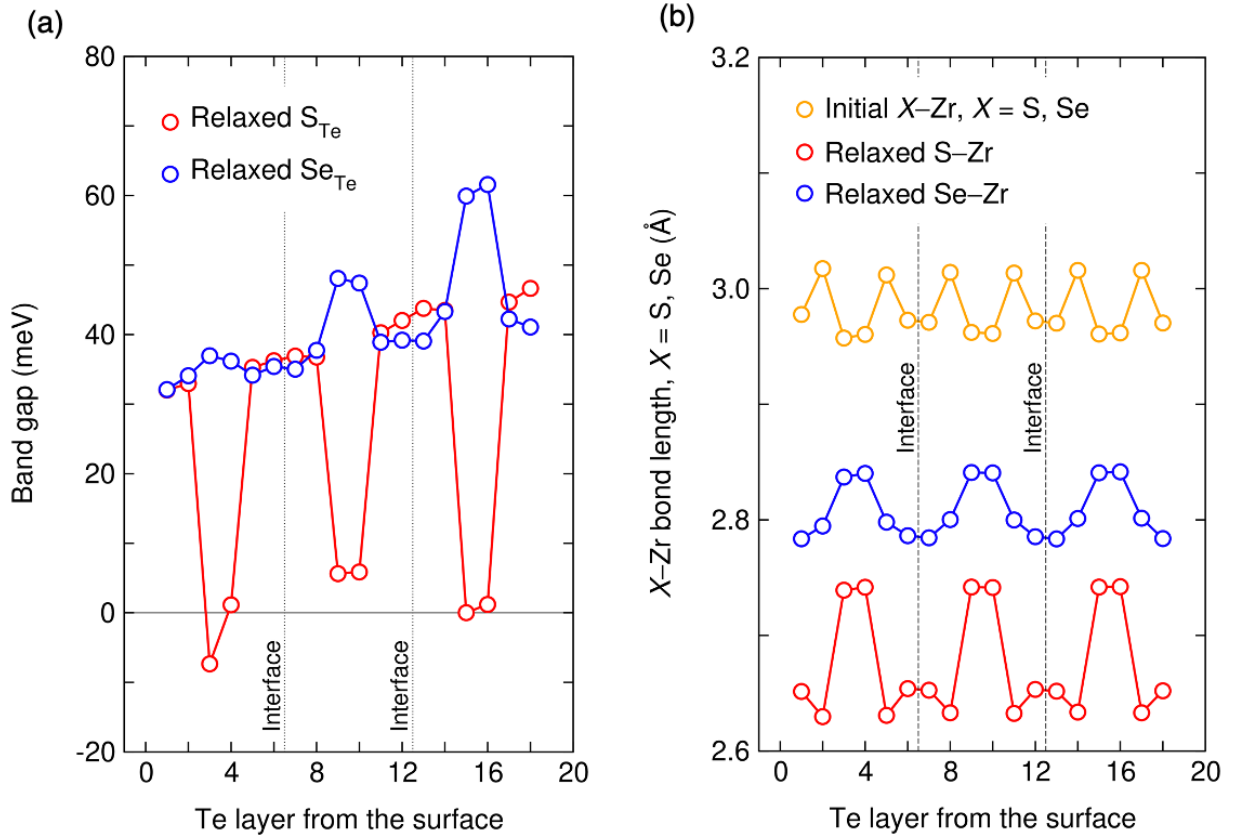 (a)
80
60
40
20
0
-20
Band gap (meV)
Relaxed S_Te
Relaxed Se_Te
Interface
Interface
0
4
8
12
16
20
Te layer from the surface
(b)
3.2
3.0
2.8
2.6
X–Zr bond length, X = S, Se (Å)
Initial X–Zr, X = S, Se
Relaxed S–Zr
Relaxed Se–Zr
Interface
Interface
0
4
8
12
16
20
Te layer from the surface